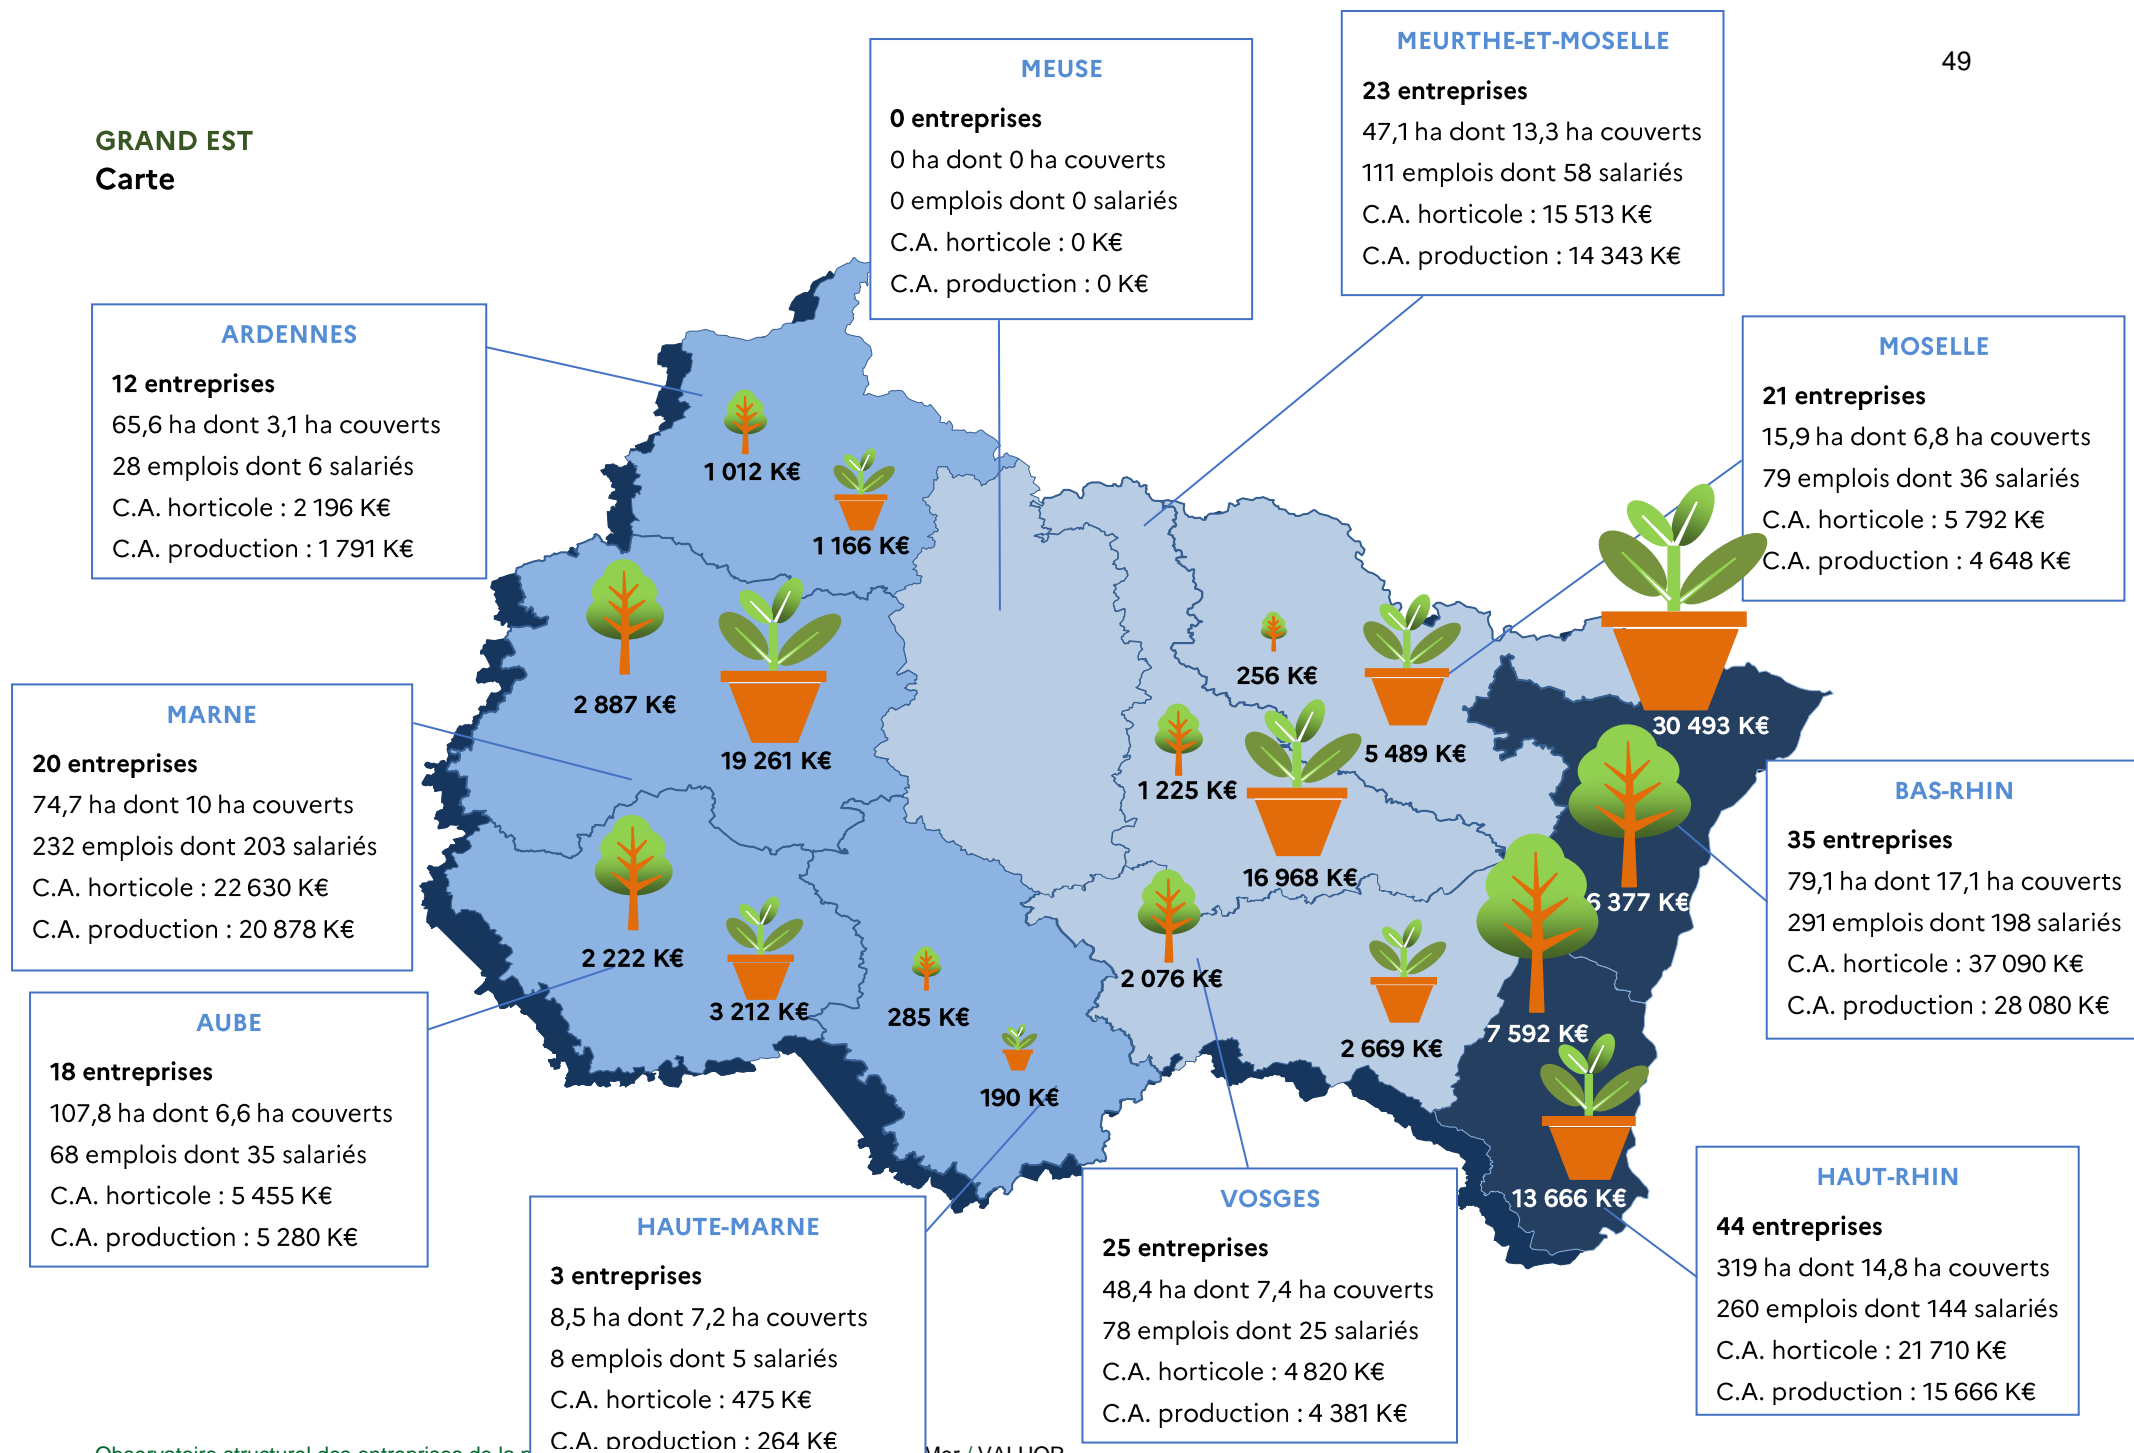 49
GRAND EST
Carte
MEUSE
0 entreprises
0 ha dont 0 ha couverts
0 emplois dont 0 salariés
C.A. horticole : 0 K€
C.A. production : 0 K€
MEURTHE-ET-MOSELLE
23 entreprises
47,1 ha dont 13,3 ha couverts
111 emplois dont 58 salariés
C.A. horticole : 15 513 K€
C.A. production : 14 343 K€
ARDENNES
12 entreprises
65,6 ha dont 3,1 ha couverts
28 emplois dont 6 salariés
C.A. horticole : 2 196 K€
C.A. production : 1 791 K€
MOSELLE
21 entreprises
15,9 ha dont 6,8 ha couverts
79 emplois dont 36 salariés
C.A. horticole : 5 792 K€
C.A. production : 4 648 K€
1 012 K€
1 166 K€
2 887 K€
19 261 K€
256 K€
5 489 K€
30 493 K€
1 225 K€
16 968 K€
6 377 K€
2 222 K€
3 212 K€
285 K€
190 K€
2 076 K€
2 669 K€
7 592 K€
13 666 K€
MARNE
20 entreprises
74,7 ha dont 10 ha couverts
232 emplois dont 203 salariés
C.A. horticole : 22 630 K€
C.A. production : 20 878 K€
BAS-RHIN
35 entreprises
79,1 ha dont 17,1 ha couverts
291 emplois dont 198 salariés
C.A. horticole : 37 090 K€
C.A. production : 28 080 K€
AUBE
18 entreprises
107,8 ha dont 6,6 ha couverts
68 emplois dont 35 salariés
C.A. horticole : 5 455 K€
C.A. production : 5 280 K€
HAUTE-MARNE
3 entreprises
8,5 ha dont 7,2 ha couverts
8 emplois dont 5 salariés
C.A. horticole : 475 K€
C.A. production : 264 K€
VOSGES
25 entreprises
48,4 ha dont 7,4 ha couverts
78 emplois dont 25 salariés
C.A. horticole : 4 820 K€
C.A. production : 4 381 K€
HAUT-RHIN
44 entreprises
319 ha dont 14,8 ha couverts
260 emplois dont 144 salariés
C.A. horticole : 21 710 K€
C.A. production : 15 666 K€
Observatoire structurel des entreprises de la
Mer / VALHOR